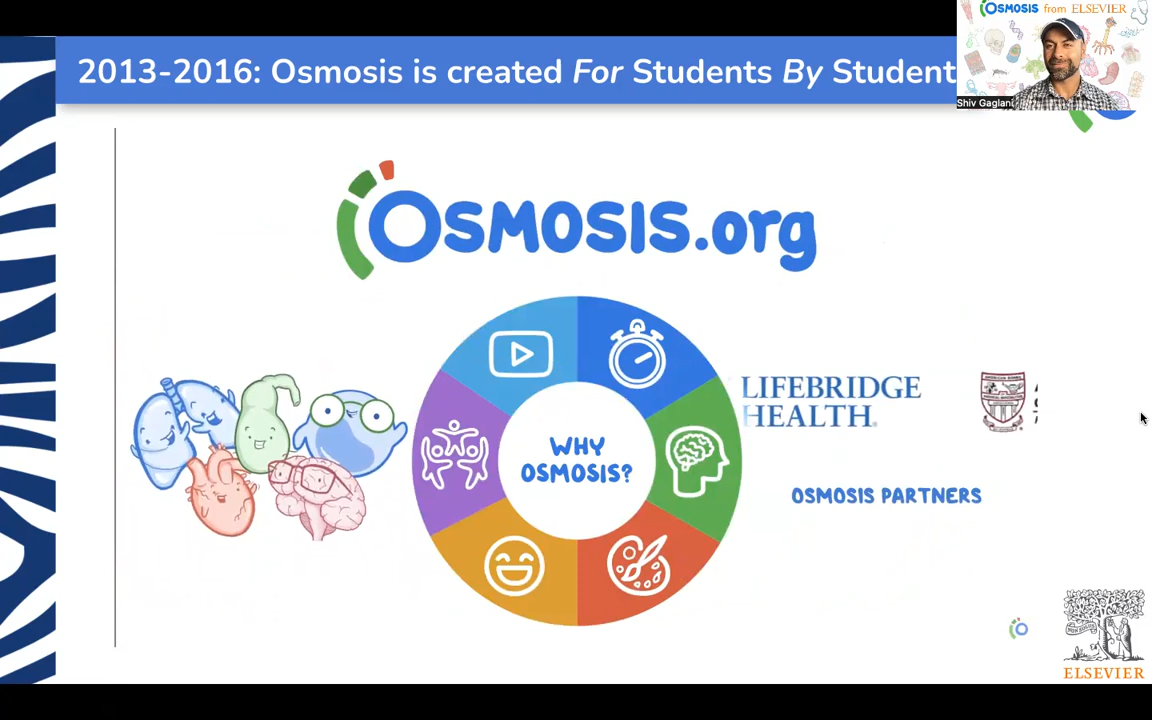 OSMOSIS from ELSEVIER
2013-2016: Osmosis is created For Students By Student
Shiv Gaglani
OSMOSIS.org
WHY
OSMOSIS?
LIFEBRIDGE
HEALTH.
OSMOSIS PARTNERS
ELSEVIER